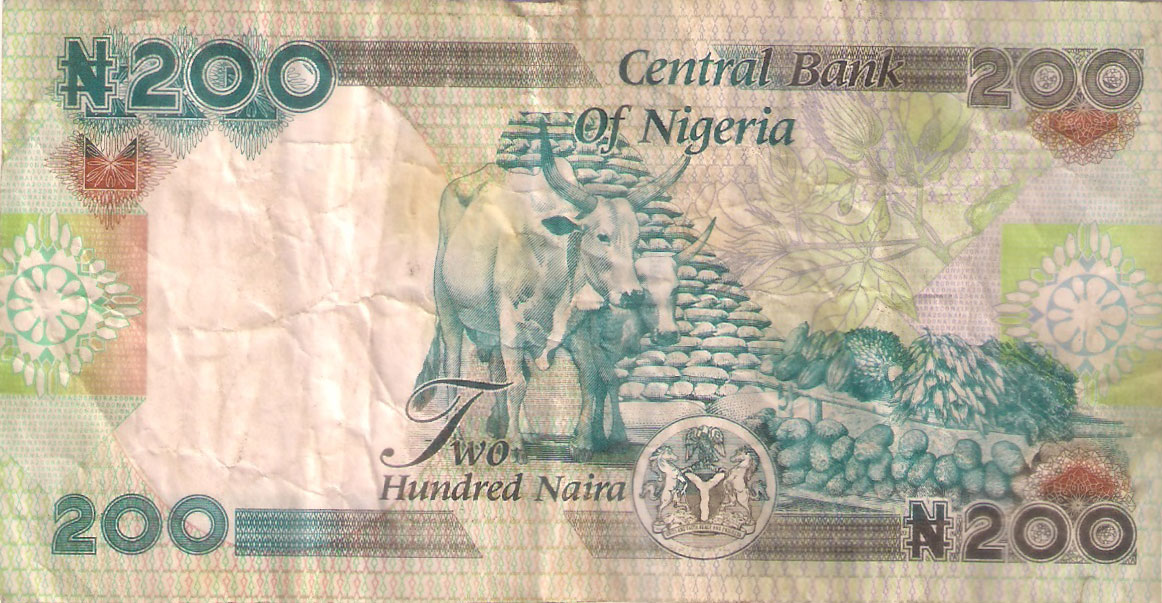 ₦200
Central Bank
Of Nigeria
200
Two
Hundred Naira
200
₦200